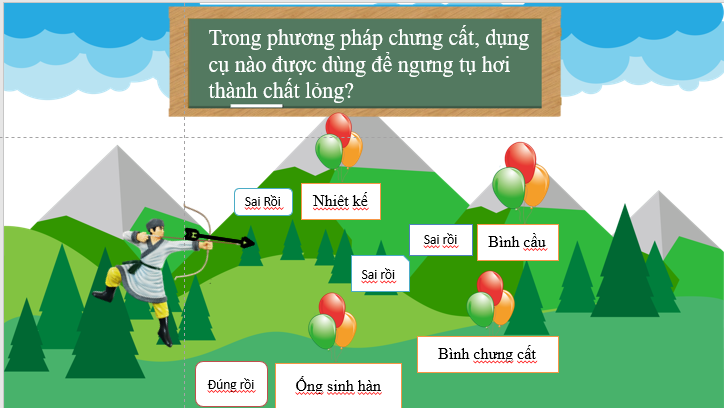 Trong phương pháp chưng cất, dụng
cụ nào được dùng để ngưng tụ hơi
thành chất lỏng?
Sai Rồi
Nhiêt kế
Sai rồi
Bình cầu
Sai rồi
Bình chưng cất
Đúng rồi
Ống sinh hàn